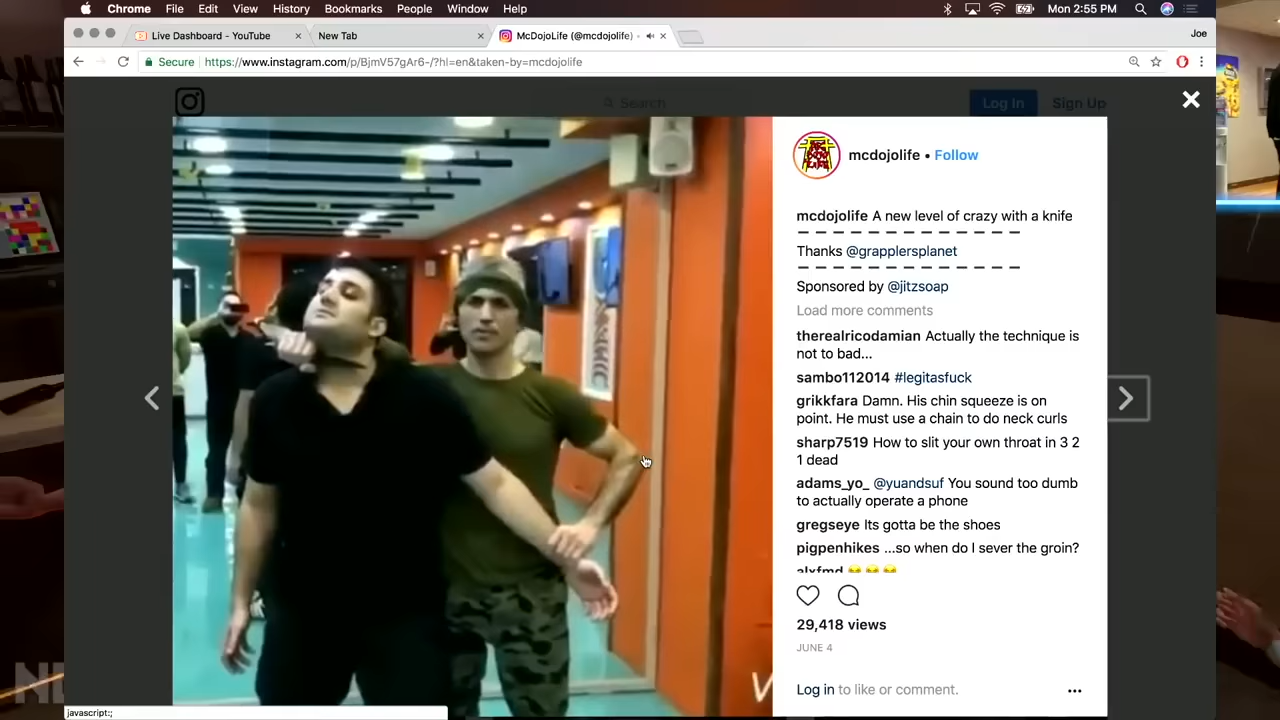 Chrome File Edit View History Bookmarks People Window Help
Mon 2:55 PM
Live Dashboard - YouTube
New Tab
McDojoLife (@mcdojolife) -
Joe
Secure https://www.instagram.com/p/BjmV57gAr6-/?hl=en&taken-by=mcdojolife
Search
Log In
Sign Up
mcdojolife • Follow
mcdojolife A new level of crazy with a knife
Thanks @grapplersplanet
Sponsored by @jitzsoap
Load more comments
therealricodamian Actually the technique is
not to bad...
sambo112014 #legitasfuck
grikkfara Damn. His chin squeeze is on
point. He must use a chain to do neck curls
sharp7519 How to slit your own throat in 3 2
1 dead
adams_yo_ @yuandsuf You sound too dumb
to actually operate a phone
gregseye Its gotta be the shoes
pigpenhikes ...so when do I sever the groin?
alxfmd 😂 😂 😂
29,418 views
JUNE 4
Log in to like or comment.
javascript:;